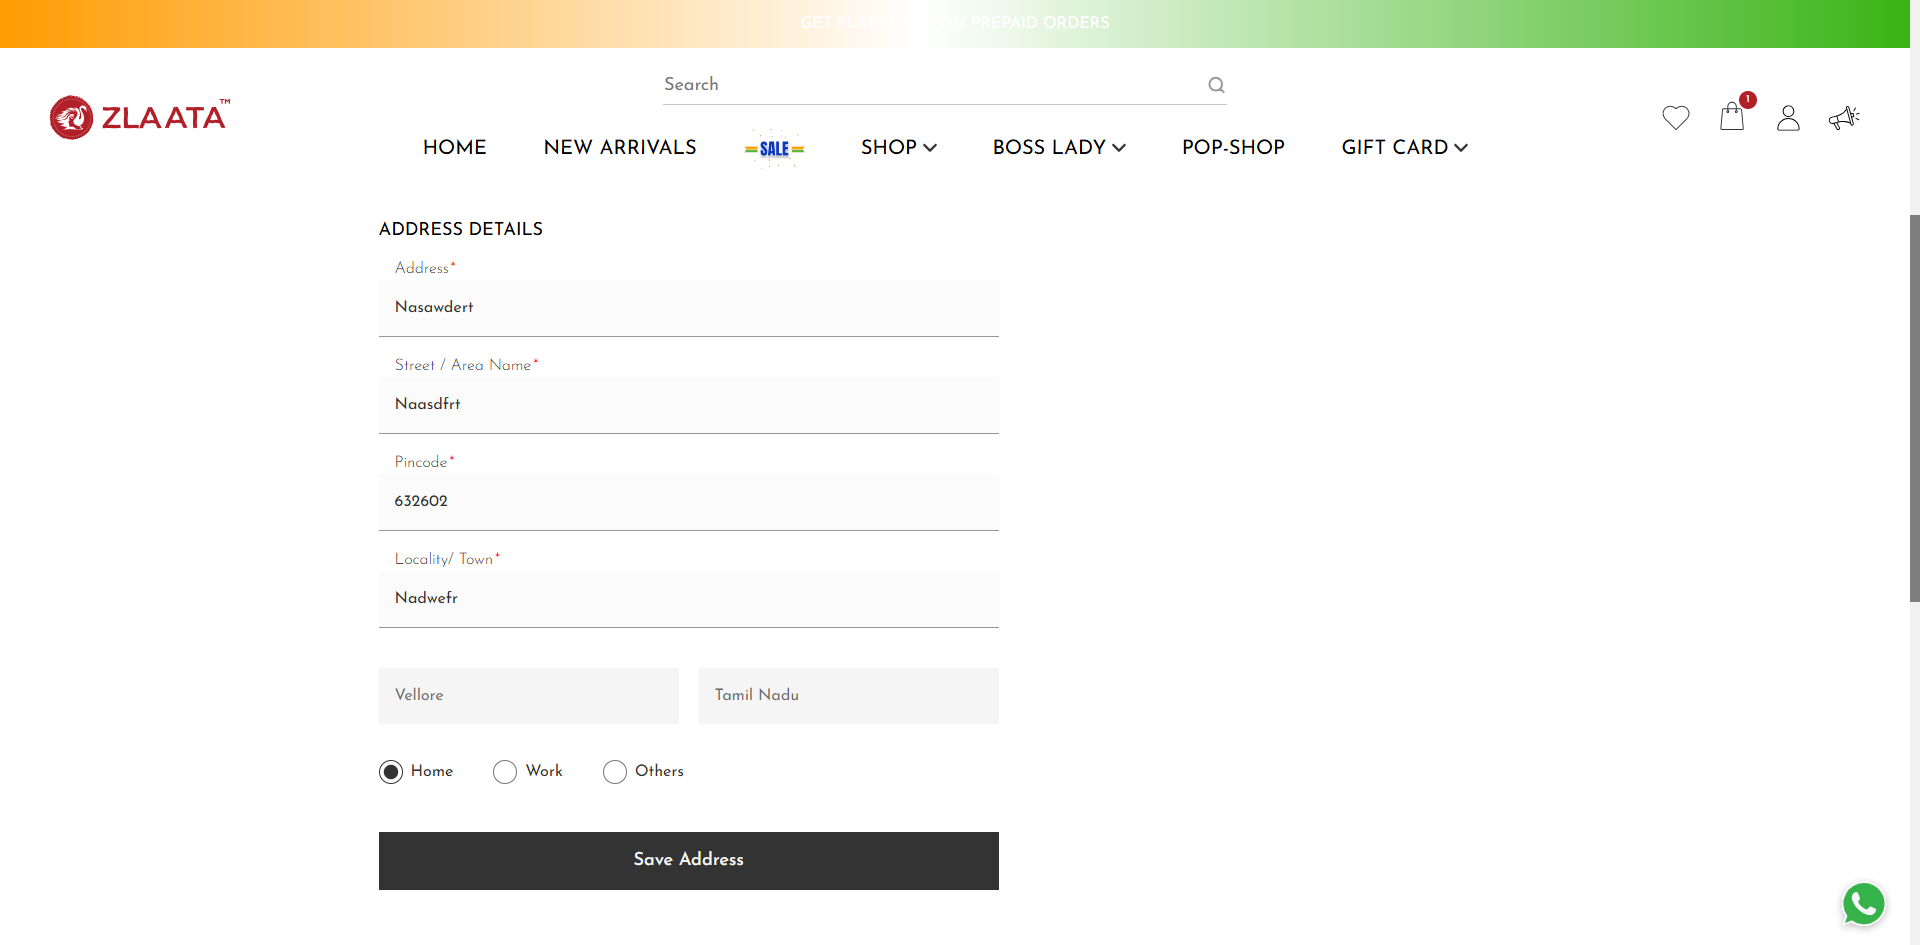 GET FLAT ON PREPAID ORDERS
Search
ZLAATA™
1
HOME NEW ARRIVALS SALE SHOP BOSS LADY POP-SHOP GIFT CARD
ADDRESS DETAILS
Address*
Nasawdert
Street / Area Name*
Naasdfrt
Pincode*
632602
Locality/ Town*
Nadwefr
Vellore Tamil Nadu
Home Work Others
Save Address